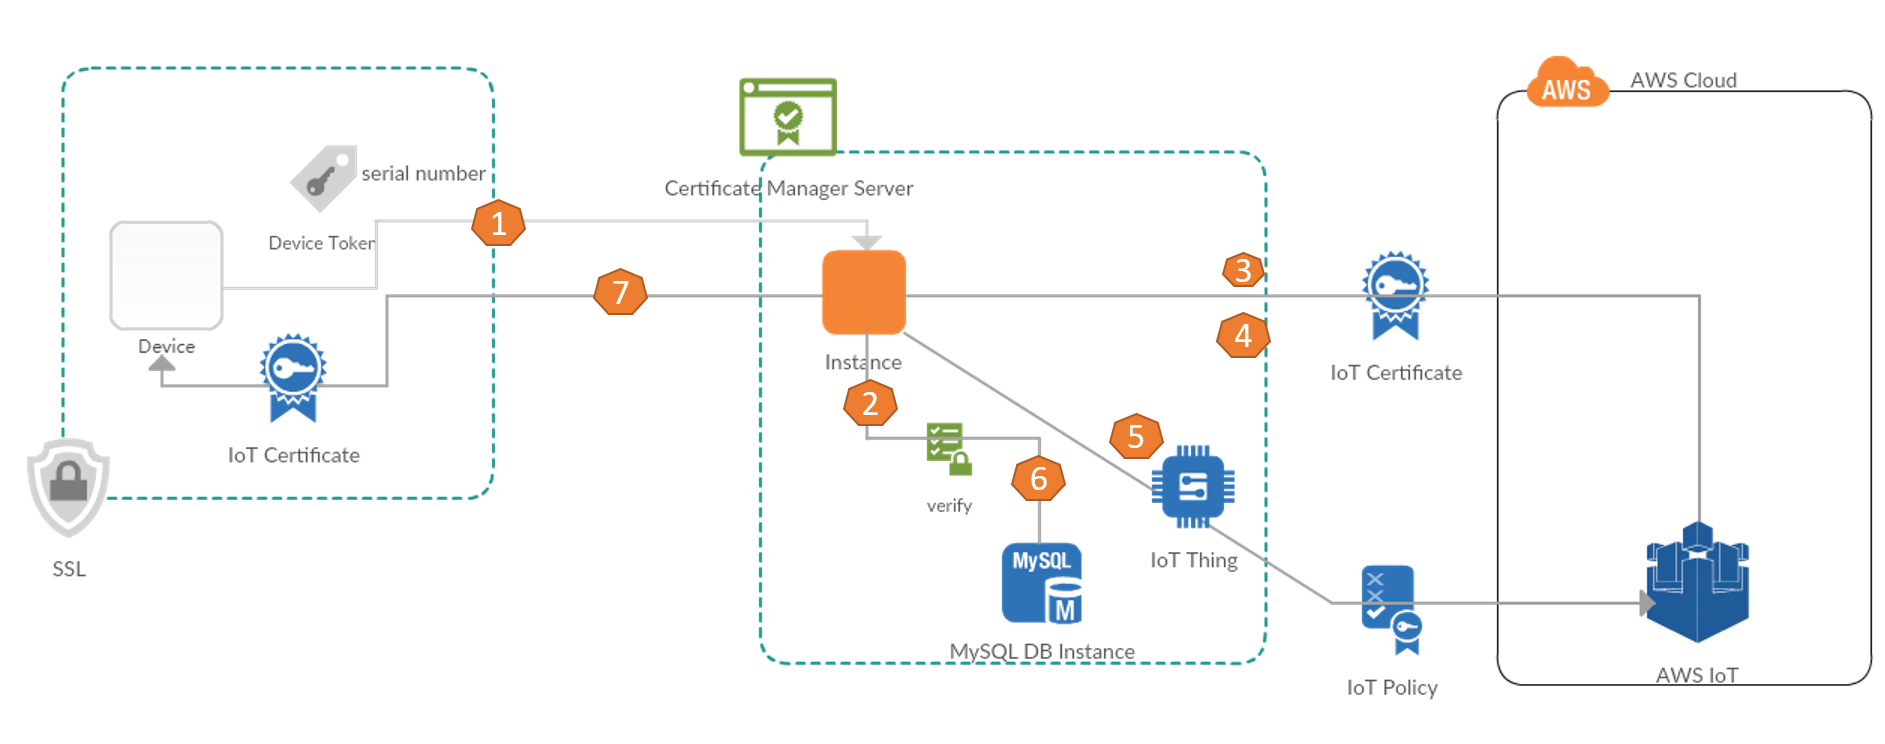 AWS
AWS Cloud
serial number
Certificate Manager Server
1
Device Token
3
7
4
Device
Instance
IoT Certificate
2
5
IoT Certificate
6
verify
SSL
MySQL
M
IoT Thing
MySQL DB Instance
IoT Policy
AWS IoT